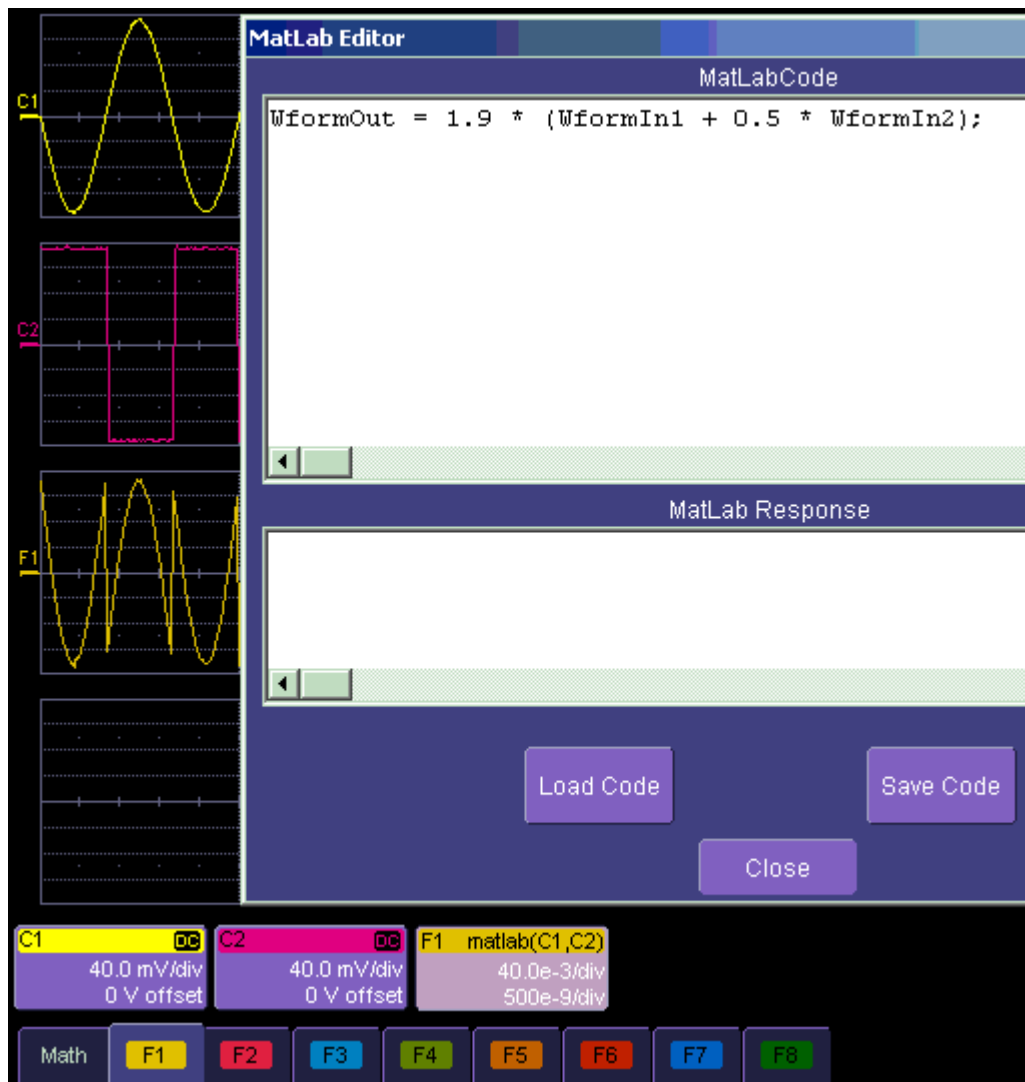 MatLab Editor
MatLabCode
C1
WformOut = 1.9 * (WformIn1 + 0.5 * WformIn2);
C2
MatLab Response
F1
Load Code
Save Code
Close
C1 DC
40.0 mV/div
0 V offset
C2 DC
40.0 mV/div
0 V offset
F1 matlab(C1,C2)
40.0e-3/div
500e-9/div
Math F1 F2 F3 F4 F5 F6 F7 F8